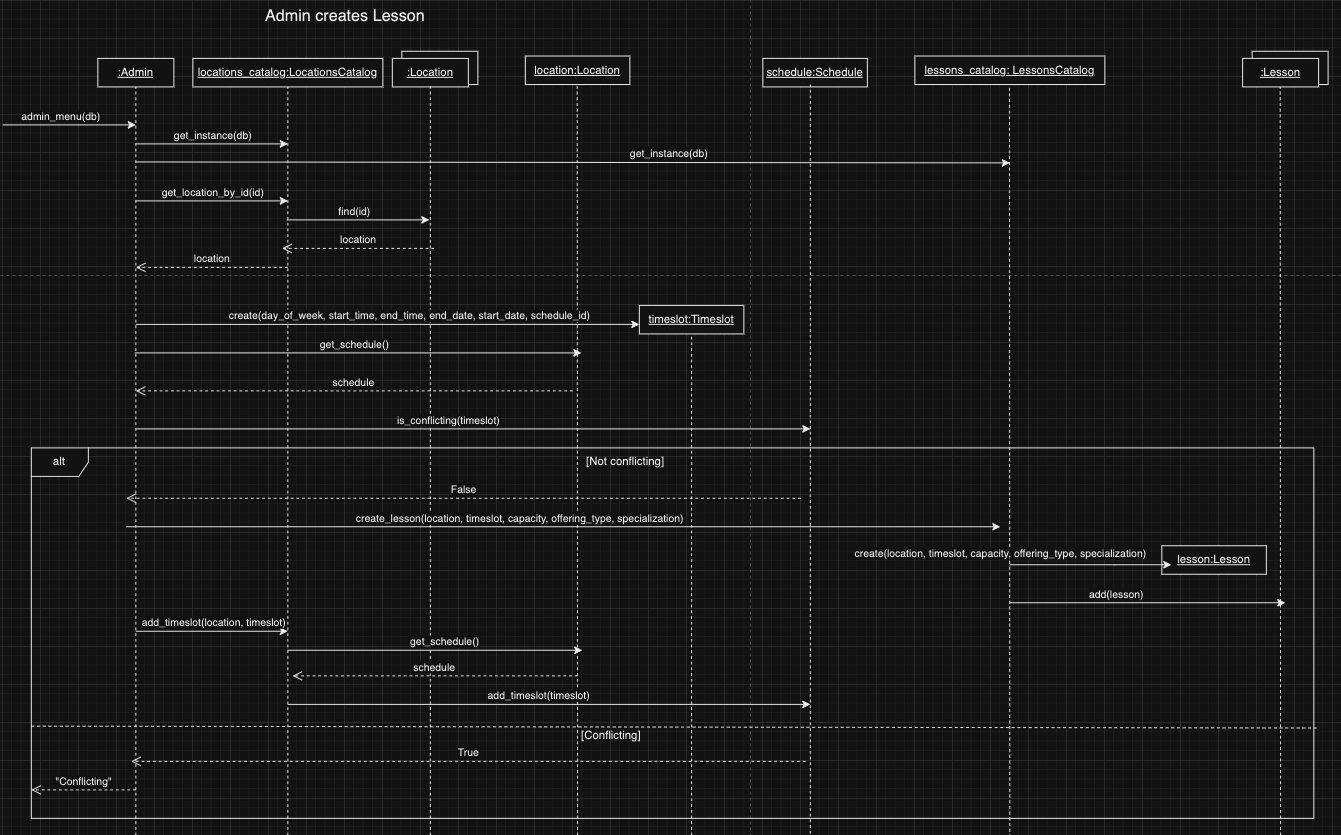 Admin creates Lesson
:Admin
locations_catalog:LocationsCatalog
:Location
location:Location
schedule:Schedule
lessons_catalog: LessonsCatalog
:Lesson
admin_menu(db)
get_instance(db)
get_instance(db)
get_location_by_id(id)
find(id)
location
location
create(day_of_week, start_time, end_time, end_date, start_date, schedule_id)
timeslot:Timeslot
get_schedule()
schedule
is_conflicting(timeslot)
alt
[Not conflicting]
False
create_lesson(location, timeslot, capacity, offering_type, specialization)
create(location, timeslot, capacity, offering_type, specialization)
lesson:Lesson
add(lesson)
add_timeslot(location, timeslot)
get_schedule()
schedule
add_timeslot(timeslot)
[Conflicting]
True
"Conflicting"